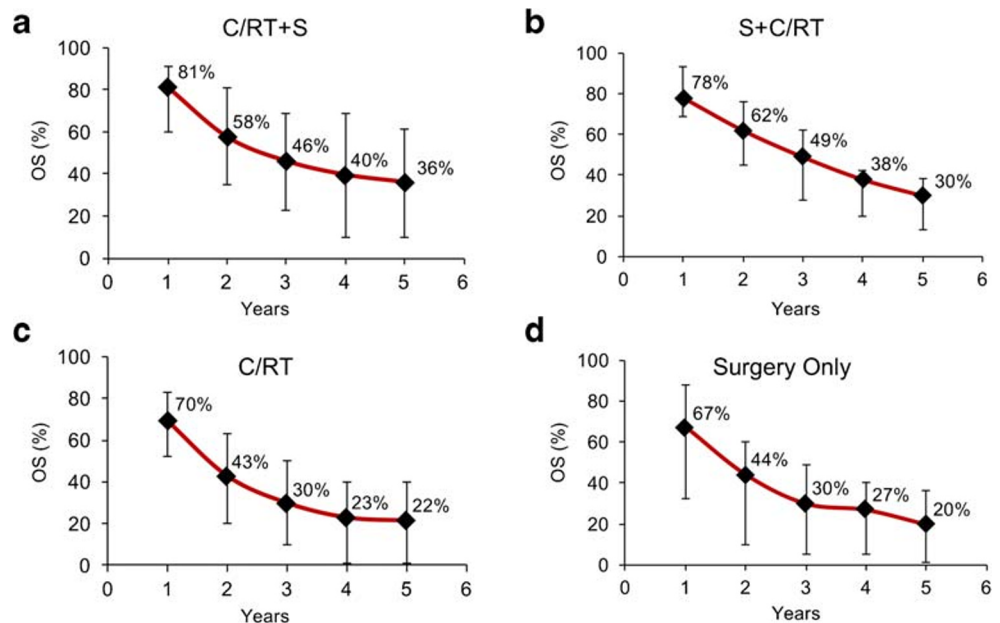 a
C/RT+S
100
80
60
40
20
0
OS (%)
81%
58%
46%
40%
36%
0 1 2 3 4 5 6
Years
b
S+C/RT
100
80
60
40
20
0
OS (%)
78%
62%
49%
38%
30%
0 1 2 3 4 5 6
Years
c
C/RT
100
80
60
40
20
0
OS (%)
70%
43%
30%
23%
22%
0 1 2 3 4 5 6
Years
d
Surgery Only
100
80
60
40
20
0
OS (%)
67%
44%
30%
27%
20%
0 1 2 3 4 5 6
Years